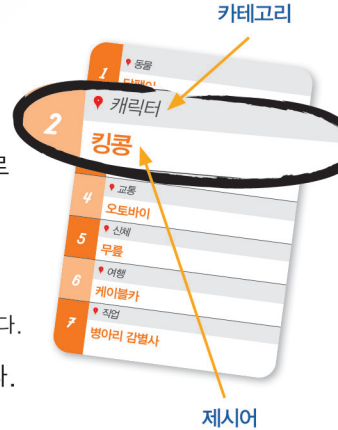 카테고리
1
동물
2
캐릭터
킹콩
4
교통
오토바이
5
신체
무릎
6
여행
케이블카
7
직업
병아리 감별사
다.
제시어